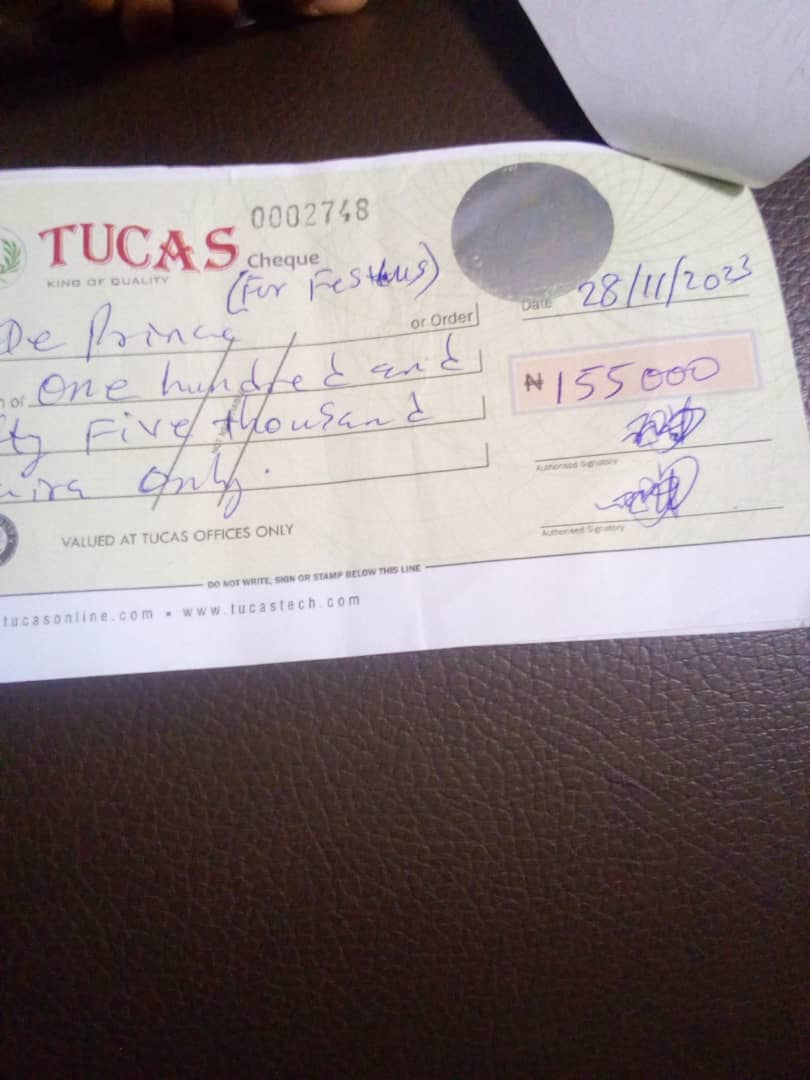 0002748
TUCAS Cheque
KING OF QUALITY
(For Festus)
Date 28/11/2023
De Prince or Order
of One hundred and
₦ 155000
ty Five thousand
Authorised Signatory
ira Only.
Authorised Signatory
VALUED AT TUCAS OFFICES ONLY
DO NOT WRITE, SIGN OR STAMP BELOW THIS LINE
tucasonline.com • www.tucastech.com